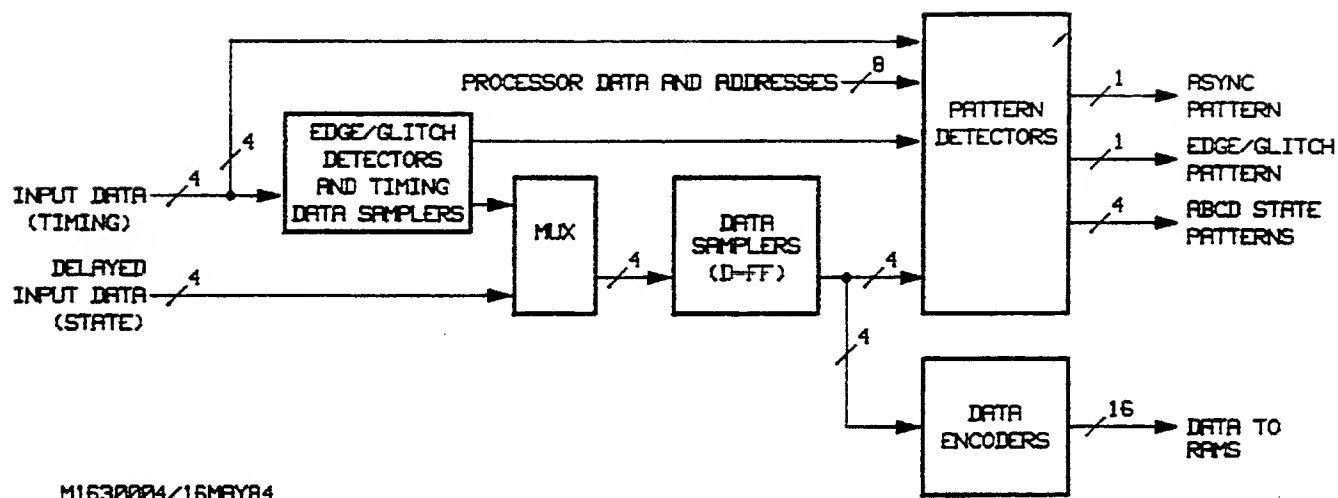 PROCESSOR DATA AND ADDRESSES
8
PATTERN
DETECTORS
1
ASYNC
PATTERN
1
EDGE/GLITCH
PATTERN
4
ABCD STATE
PATTERNS
4
EDGE/GLITCH
DETECTORS
AND TIMING
DATA SAMPLERS
INPUT DATA
(TIMING)
4
MUX
4
DATA
SAMPLERS
(D-FF)
4
DELAYED
INPUT DATA
(STATE)
4
4
DATA
ENCODERS
16
DATA TO
RAMS
M1630004/16MAY84